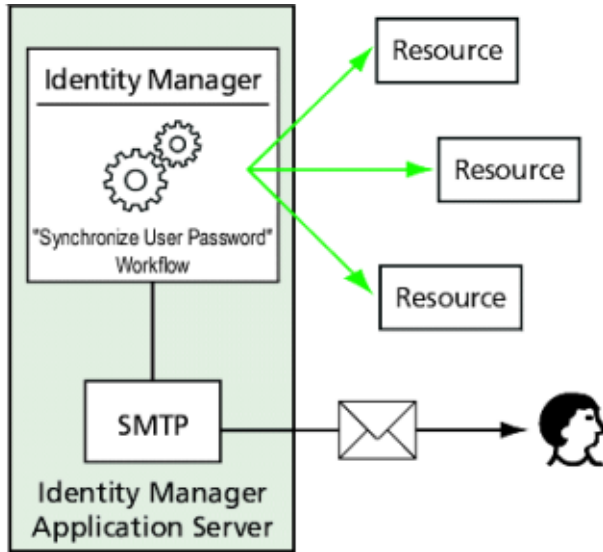 Identity Manager
"Synchronize User Password"
Workflow
Resource
Resource
Resource
SMTP
Identity Manager
Application Server